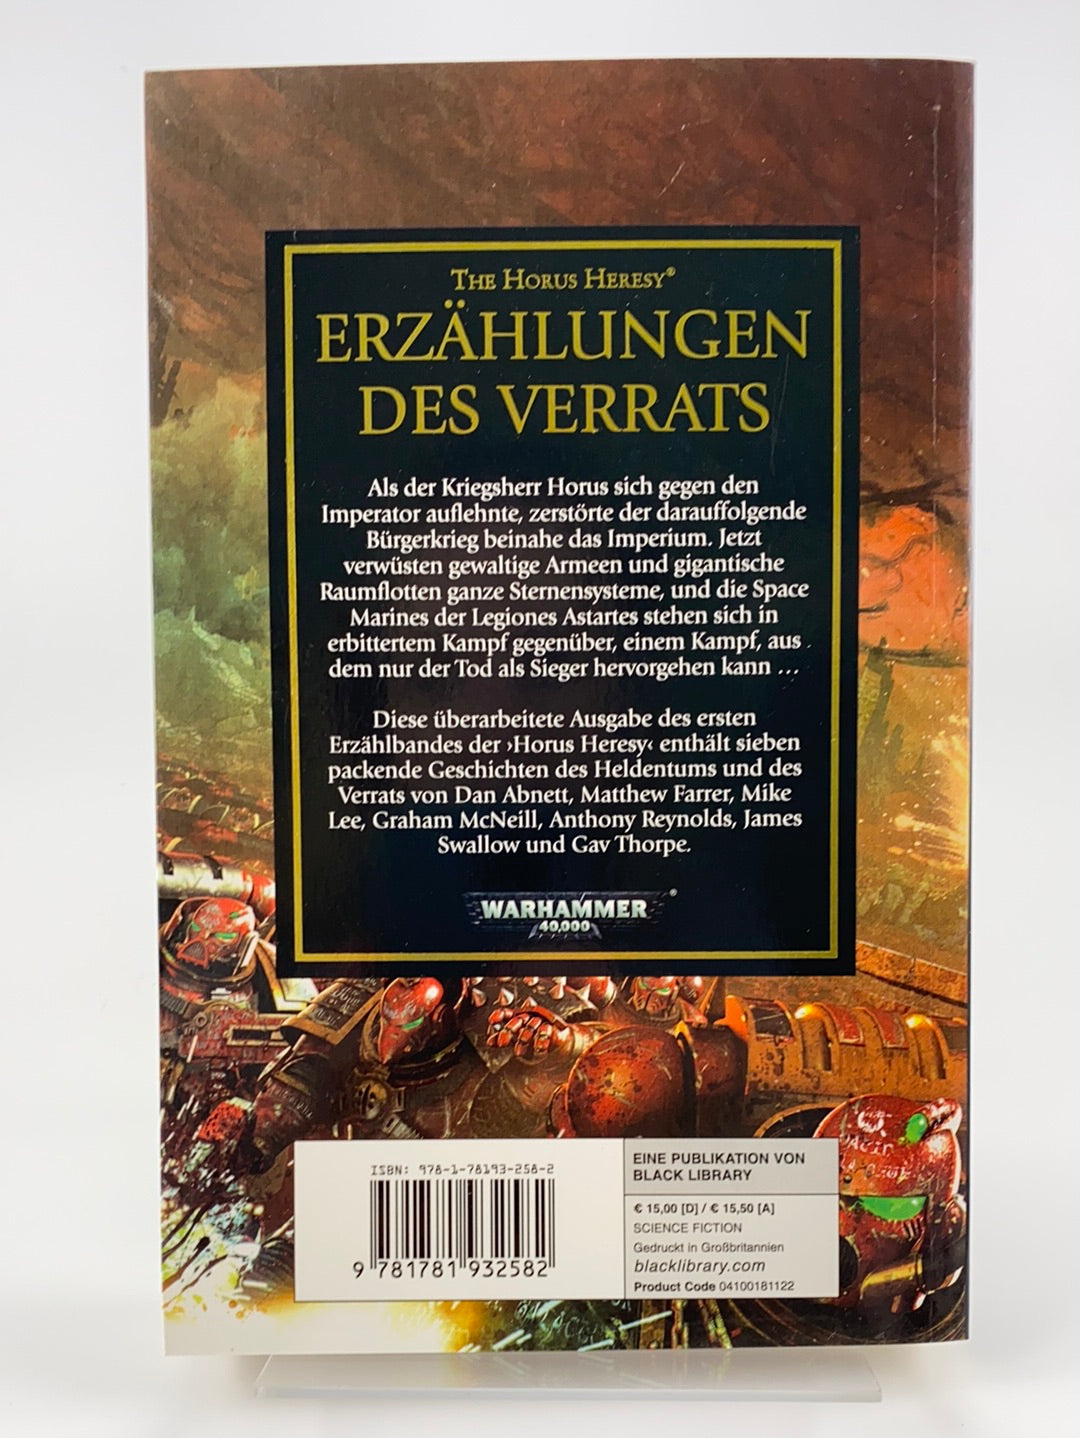 THE HORUS HERESY®
ERZÄHLUNGEN
DES VERRATS
Als der Kriegsherr Horus sich gegen den
Imperator auflehnte, zerstörte der darauffolgende
Bürgerkrieg beinahe das Imperium. Jetzt
verwüsten gewaltige Armeen und gigantische
Raumflotten ganze Sternensysteme, und die Space
Marines der Legiones Astartes stehen sich in
erbittertem Kampf gegenüber, einem Kampf, aus
dem nur der Tod als Sieger hervorgehen kann ...
Diese überarbeitete Ausgabe des ersten
Erzählbandes der ›Horus Heresy‹ enthält sieben
packende Geschichten des Heldentums und des
Verrats von Dan Abnett, Matthew Farrer, Mike
Lee, Graham McNeill, Anthony Reynolds, James
Swallow und Gav Thorpe.
WARHAMMER®
40,000
ISBN: 978-1-78193-258-2
9 781781 932582
EINE PUBLIKATION VON
BLACK LIBRARY
€ 15,00 [D] / € 15,50 [A]
SCIENCE FICTION
Gedruckt in Großbritannien
blacklibrary.com
Product Code 04100181122